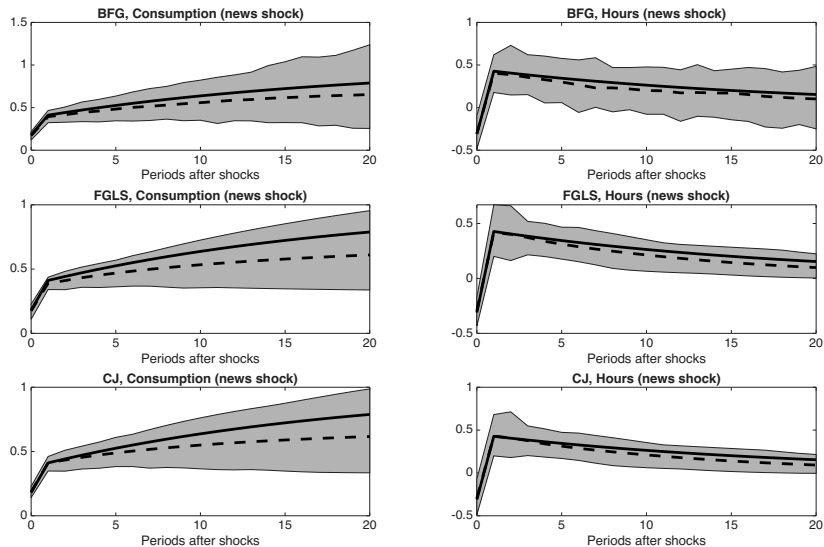 BFG, Consumption (news shock)
1.5
1
0.5
0
0 5 10 15 20
Periods after shocks
BFG, Hours (news shock)
1
0.5
0
-0.5
0 5 10 15 20
Periods after shocks
FGLS, Consumption (news shock)
1
0.5
0
0 5 10 15 20
Periods after shocks
FGLS, Hours (news shock)
0.5
0
-0.5
0 5 10 15 20
Periods after shocks
CJ, Consumption (news shock)
1
0.5
0
0 5 10 15 20
Periods after shocks
CJ, Hours (news shock)
1
0.5
0
-0.5
0 5 10 15 20
Periods after shocks